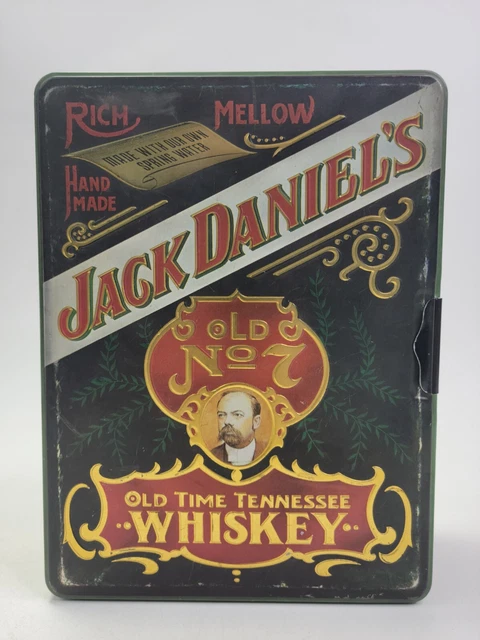 RICH MELLOW
MADE WITH OUR OWN
SPRING WATER
HAND
MADE
JACK DANIEL'S
OLD
No 7
OLD TIME TENNESSEE
WHISKEY